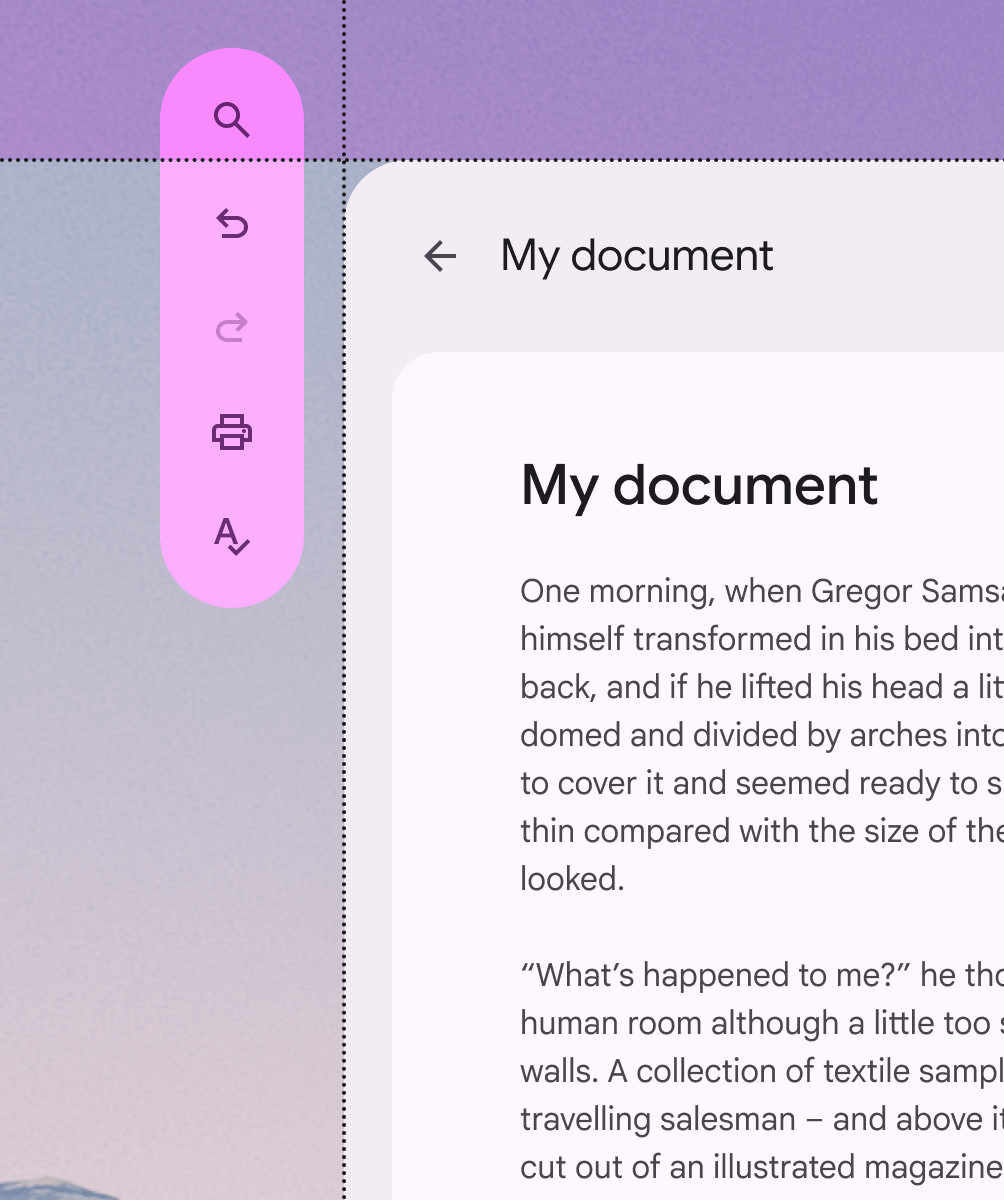 My document
My document
One morning, when Gregor Samsa
himself transformed in his bed int
back, and if he lifted his head a lit
domed and divided by arches into
to cover it and seemed ready to s
thin compared with the size of the
looked.
“What’s happened to me?” he tho
human room although a little too s
walls. A collection of textile sampl
travelling salesman – and above it
cut out of an illustrated magazine